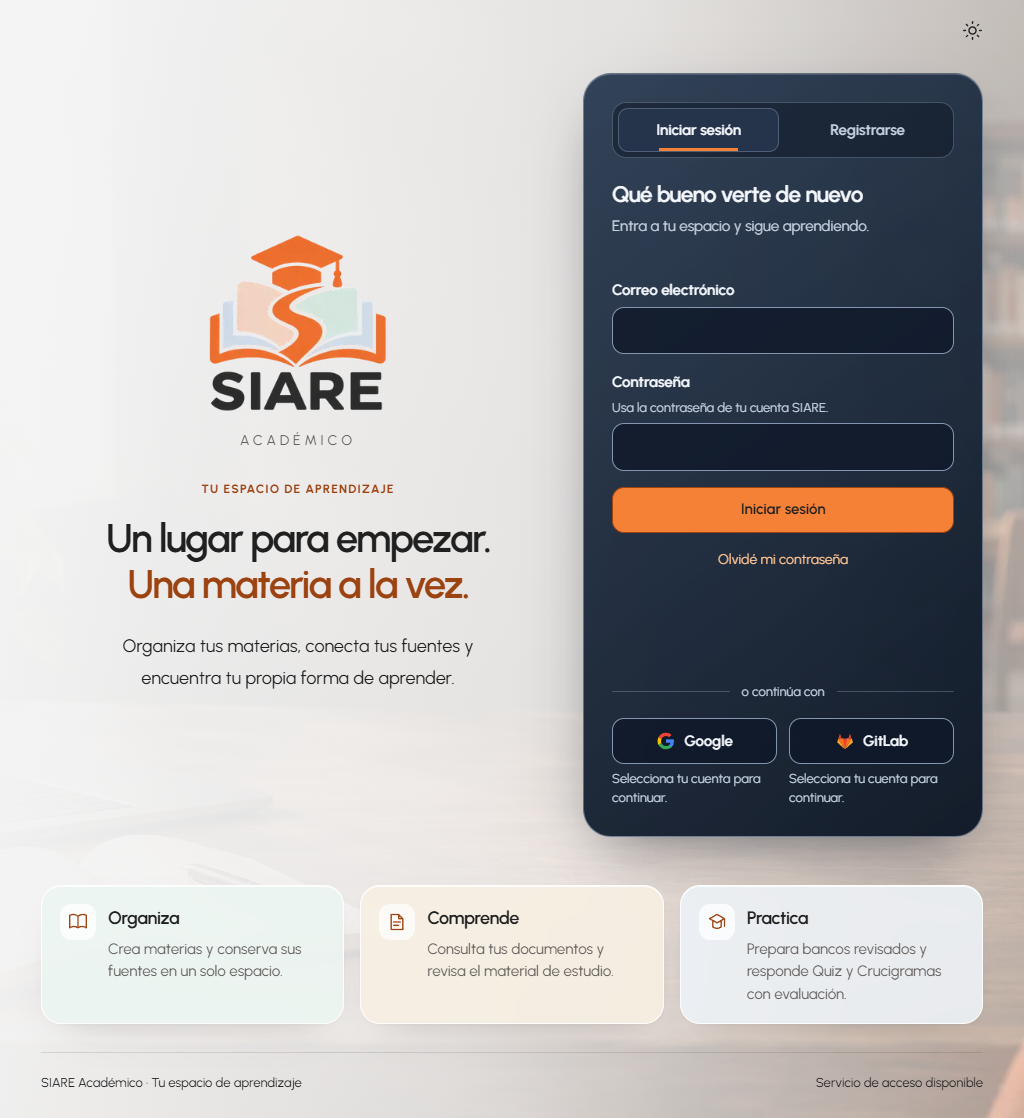 SIARE
ACADÉMICO
TU ESPACIO DE APRENDIZAJE
Un lugar para empezar.
Una materia a la vez.
Organiza tus materias, conecta tus fuentes y
encuentra tu propia forma de aprender.
Iniciar sesión
Registrarse
Qué bueno verte de nuevo
Entra a tu espacio y sigue aprendiendo.
Correo electrónico
Contraseña
Usa la contraseña de tu cuenta SIARE.
Iniciar sesión
Olvidé mi contraseña
o continúa con
Google
GitLab
Selecciona tu cuenta para
continuar.
Selecciona tu cuenta para
continuar.
Organiza
Crea materias y conserva sus
fuentes en un solo espacio.
Comprende
Consulta tus documentos y
revisa el material de estudio.
Practica
Prepara bancos revisados y
responde Quiz y Crucigramas
con evaluación.
SIARE Académico · Tu espacio de aprendizaje
Servicio de acceso disponible